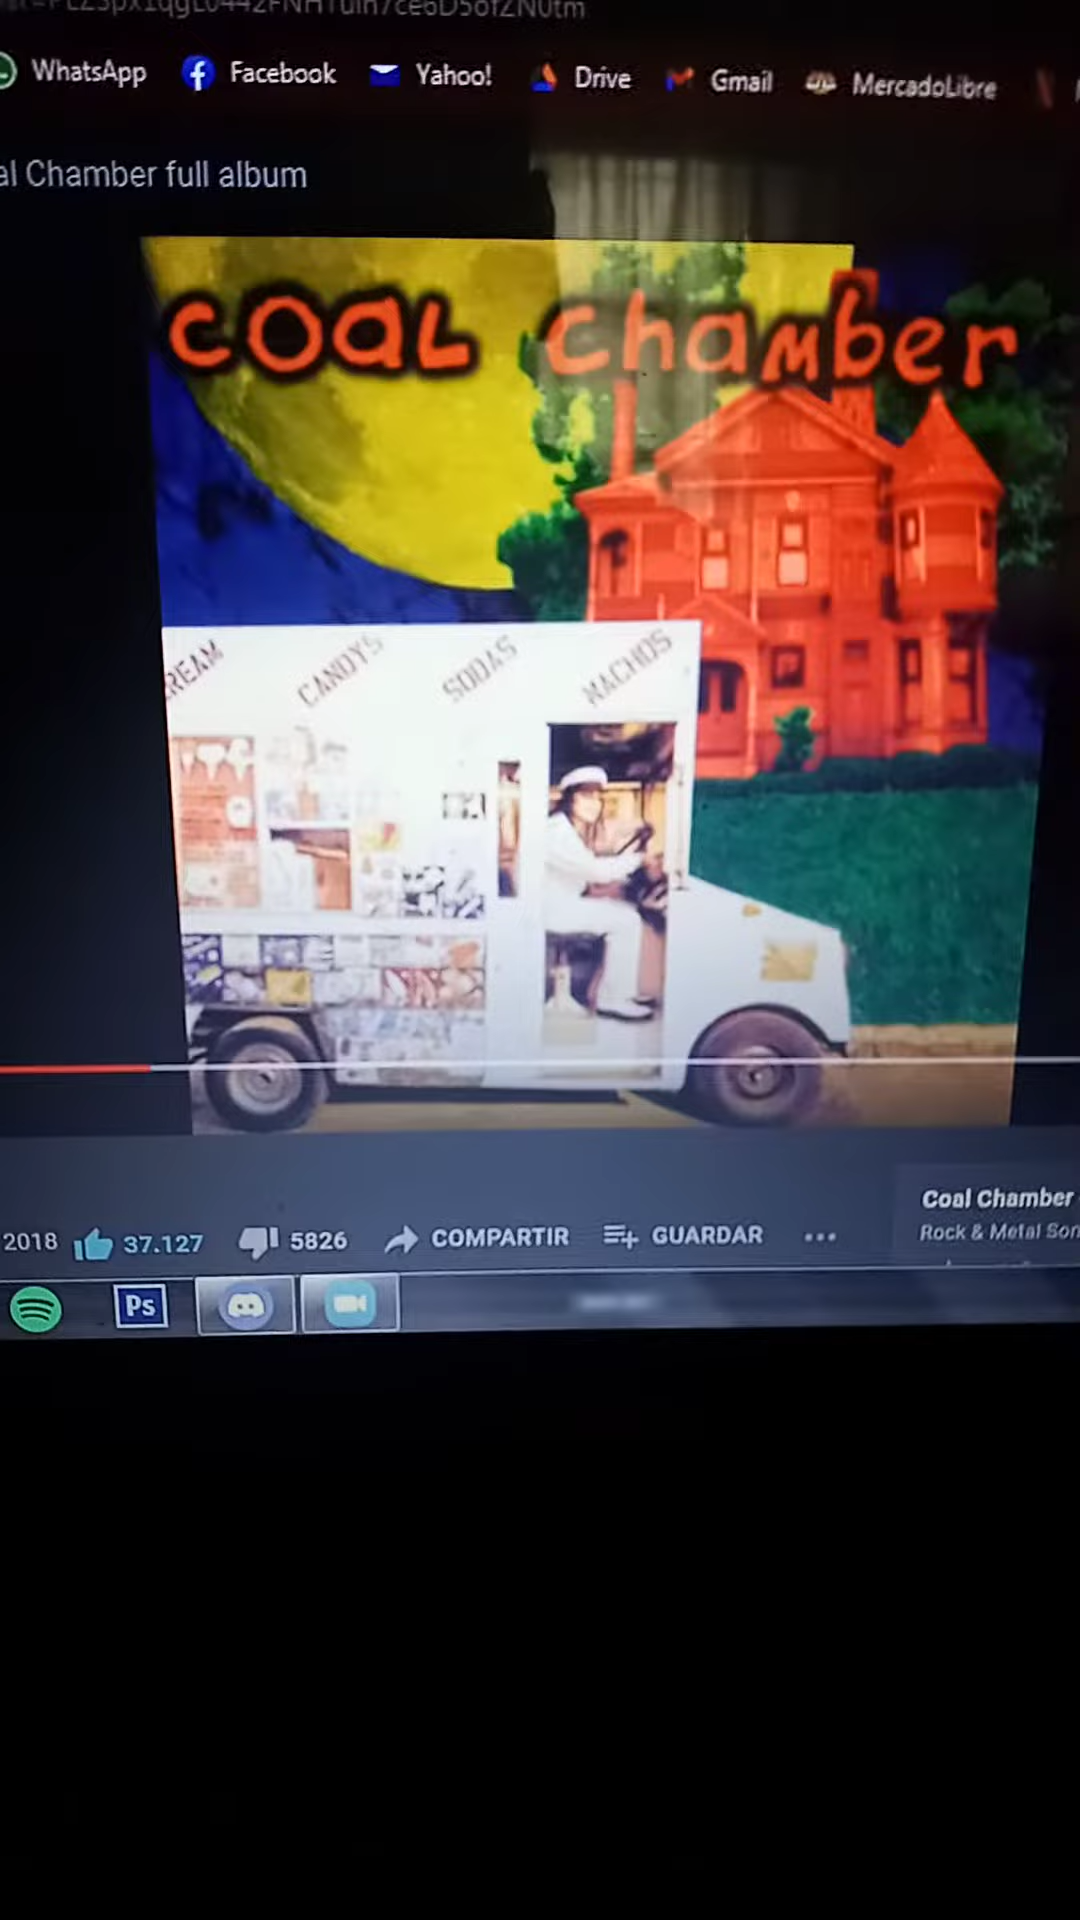 WhatsApp Facebook Yahoo! Drive Gmail MercadoLibre
al Chamber full album
COAL chamber
REAM CANDYS SODAS NACHOS
Coal Chamber
2018 37.127 5826 COMPARTIR GUARDAR ...
Rock & Metal Son
Ps